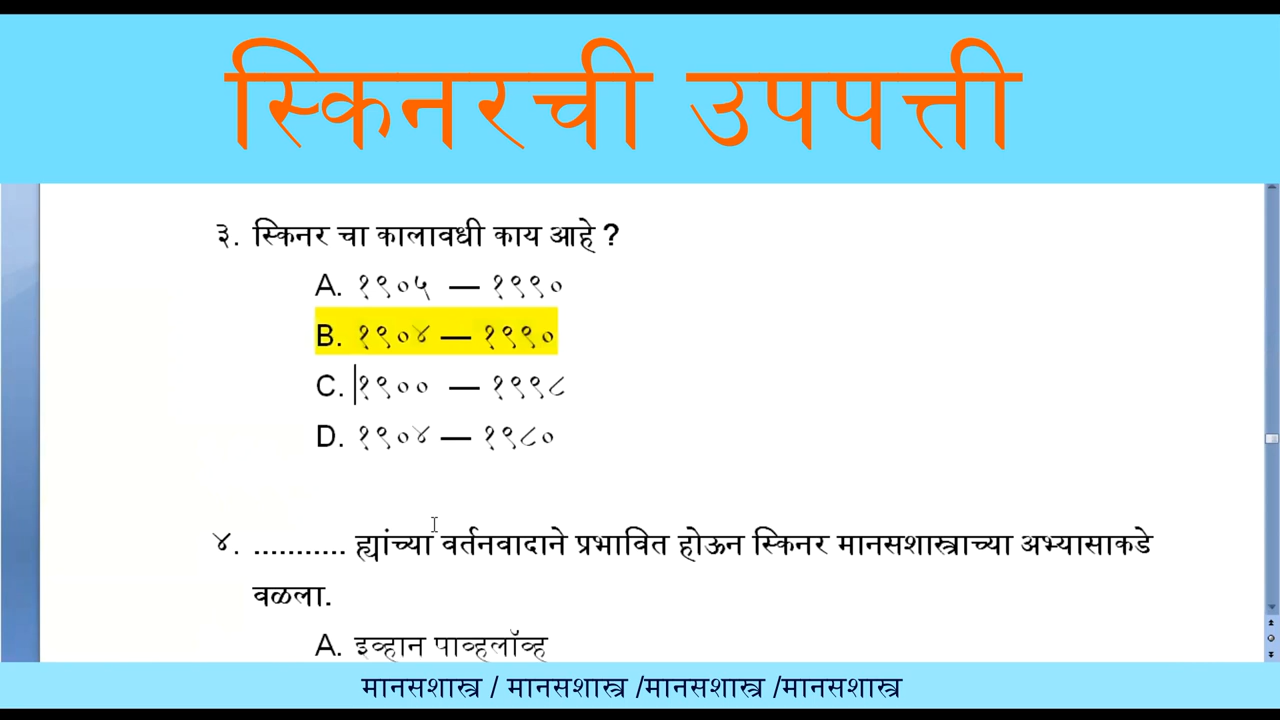 स्किनरची उपपत्ती
३. स्किनर चा कालावधी काय आहे ?
A. १९०५ — १९९०
B. १९०४ — १९९०
C. १९०० — १९९८
D. १९०४ — १९८०
४. ........... ह्यांच्या वर्तनवादाने प्रभावित होऊन स्किनर मानसशास्त्राच्या अभ्यासाकडे
वळला.
A. इव्हान पाव्हलॉव्ह
मानसशास्त्र / मानसशास्त्र /मानसशास्त्र /मानसशास्त्र